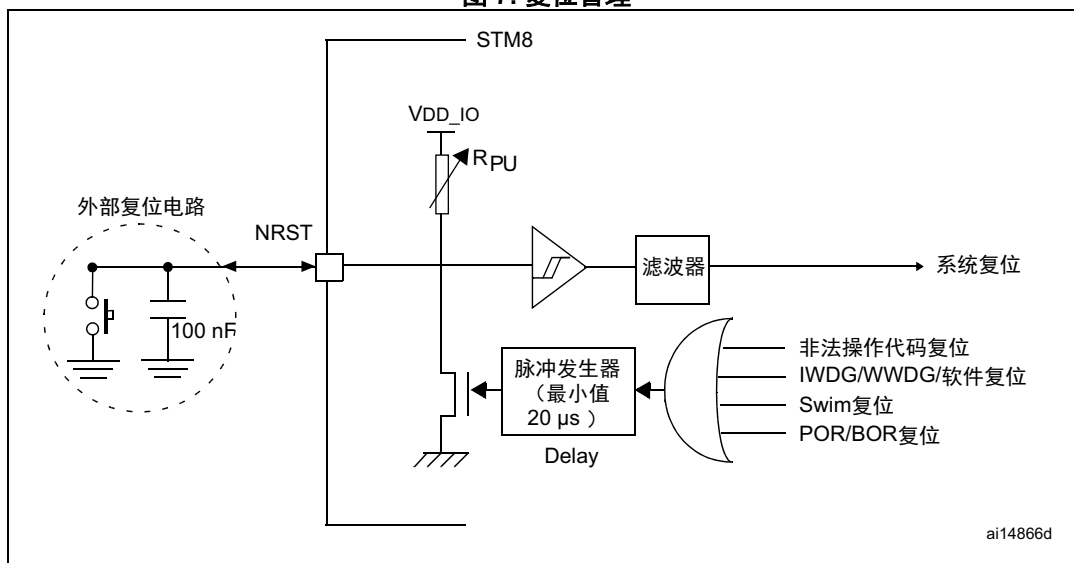 图 7. 复位管理
STM8
VDD_IO
RPU
外部复位电路
NRST
100 nF
滤波器
系统复位
脉冲发生器
（最小值
20 µs ）
Delay
非法操作代码复位
IWDG/WWDG/软件复位
Swim复位
POR/BOR复位
ai14866d